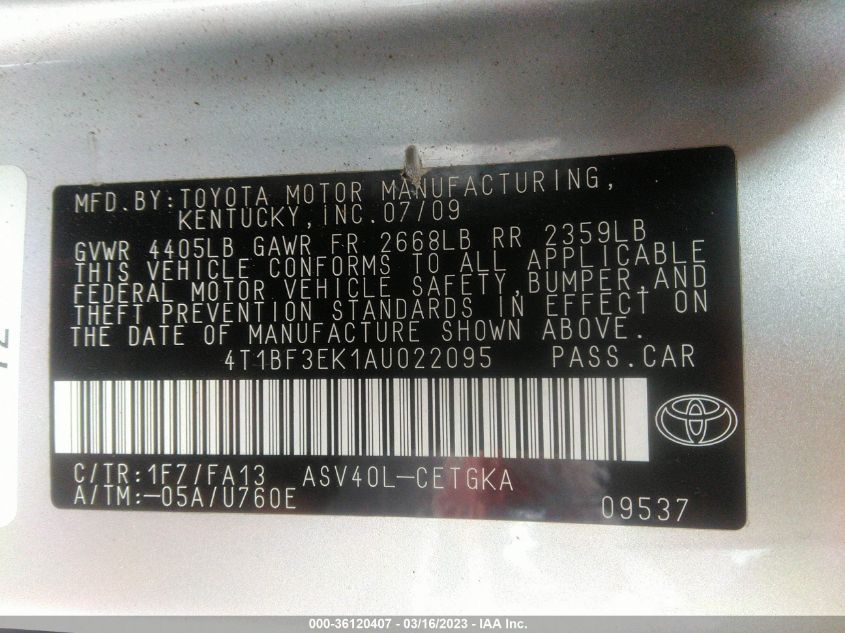 MFD.BY:TOYOTA MOTOR MANUFACTURING,
KENTUCKY,INC.07/09
GVWR 4405LB GAWR FR 2668LB RR 2359LB
THIS VEHICLE CONFORMS TO ALL APPLICABLE
FEDERAL MOTOR VEHICLE SAFETY,BUMPER,AND
THEFT PREVENTION STANDARDS IN EFFECT ON
THE DATE OF MANUFACTURE SHOWN ABOVE.
4T1BF3EK1AU022095 PASS.CAR
C/TR:1F7/FA13 ASV40L-CETGKA
A/TM:-05A/U760E
09537
000-36120407 - 03/16/2023 - IAA Inc.